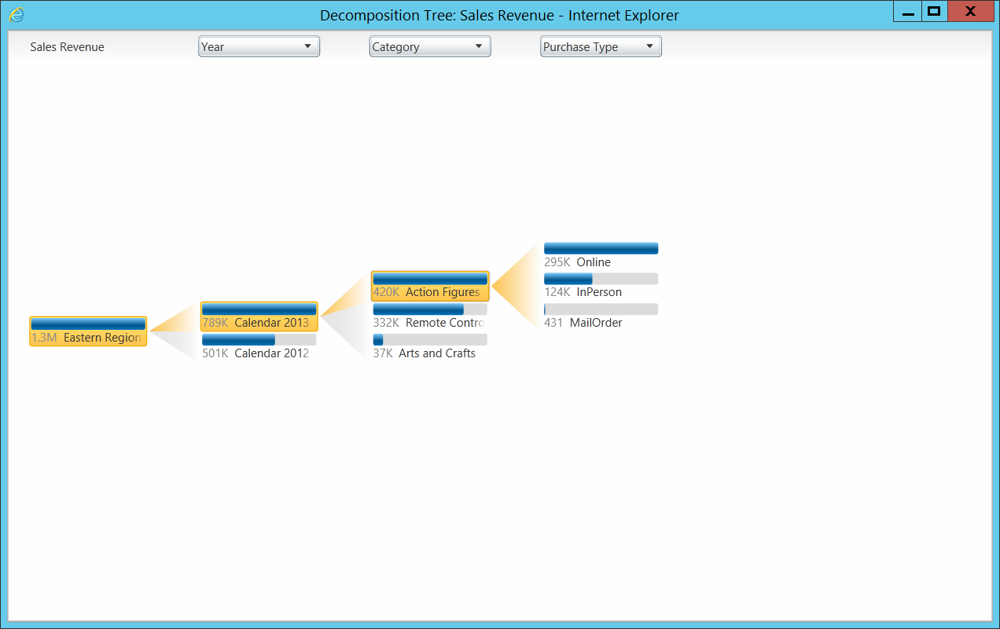 Decomposition Tree: Sales Revenue - Internet Explorer
Sales Revenue
Year
Category
Purchase Type
1.3M Eastern Region
789K Calendar 2013
501K Calendar 2012
420K Action Figures
332K Remote Contro
37K Arts and Crafts
295K Online
124K InPerson
431 MailOrder